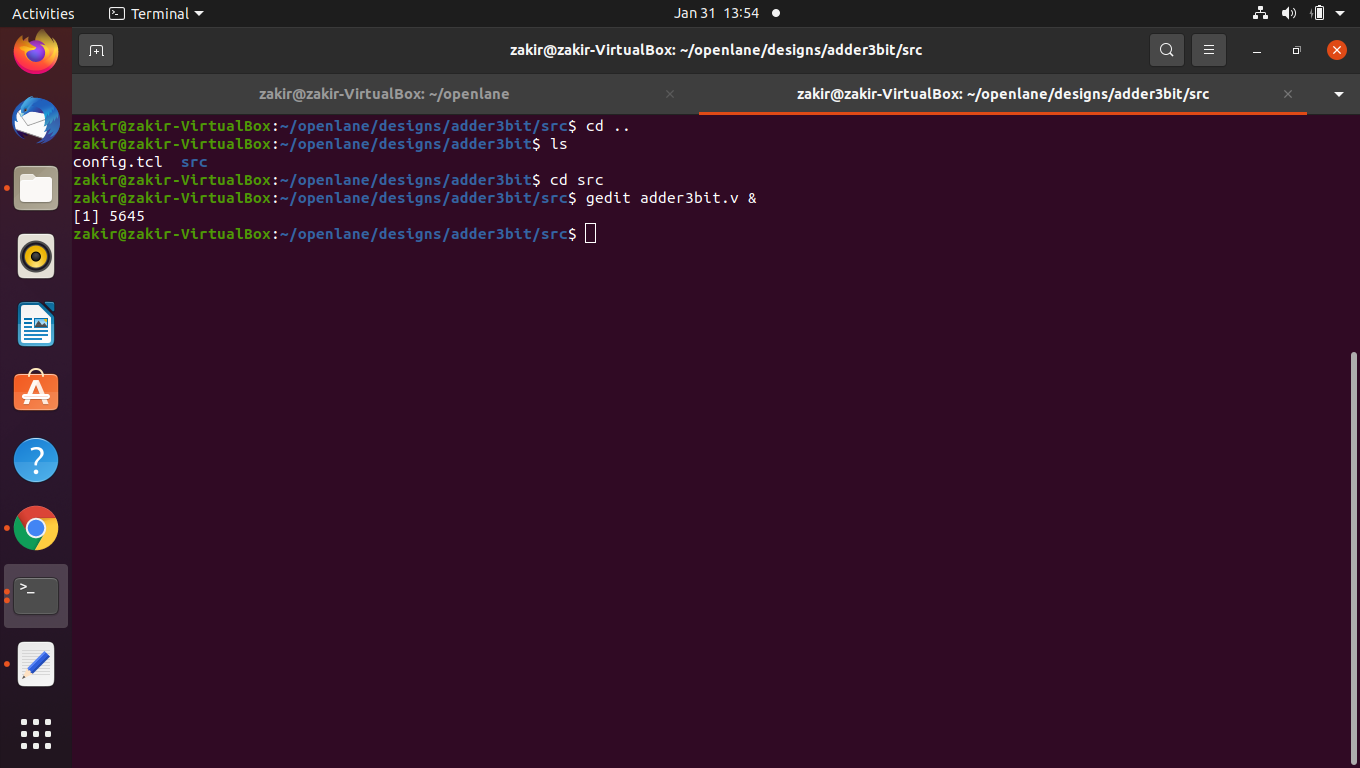 Activities Terminal Jan 31 13:54
zakir@zakir-VirtualBox: ~/openlane/designs/adder3bit/src
zakir@zakir-VirtualBox: ~/openlane zakir@zakir-VirtualBox: ~/openlane/designs/adder3bit/src
zakir@zakir-VirtualBox:~/openlane/designs/adder3bit/src$ cd ..
zakir@zakir-VirtualBox:~/openlane/designs/adder3bit$ ls
config.tcl  src
zakir@zakir-VirtualBox:~/openlane/designs/adder3bit$ cd src
zakir@zakir-VirtualBox:~/openlane/designs/adder3bit/src$ gedit adder3bit.v &
[1] 5645
zakir@zakir-VirtualBox:~/openlane/designs/adder3bit/src$